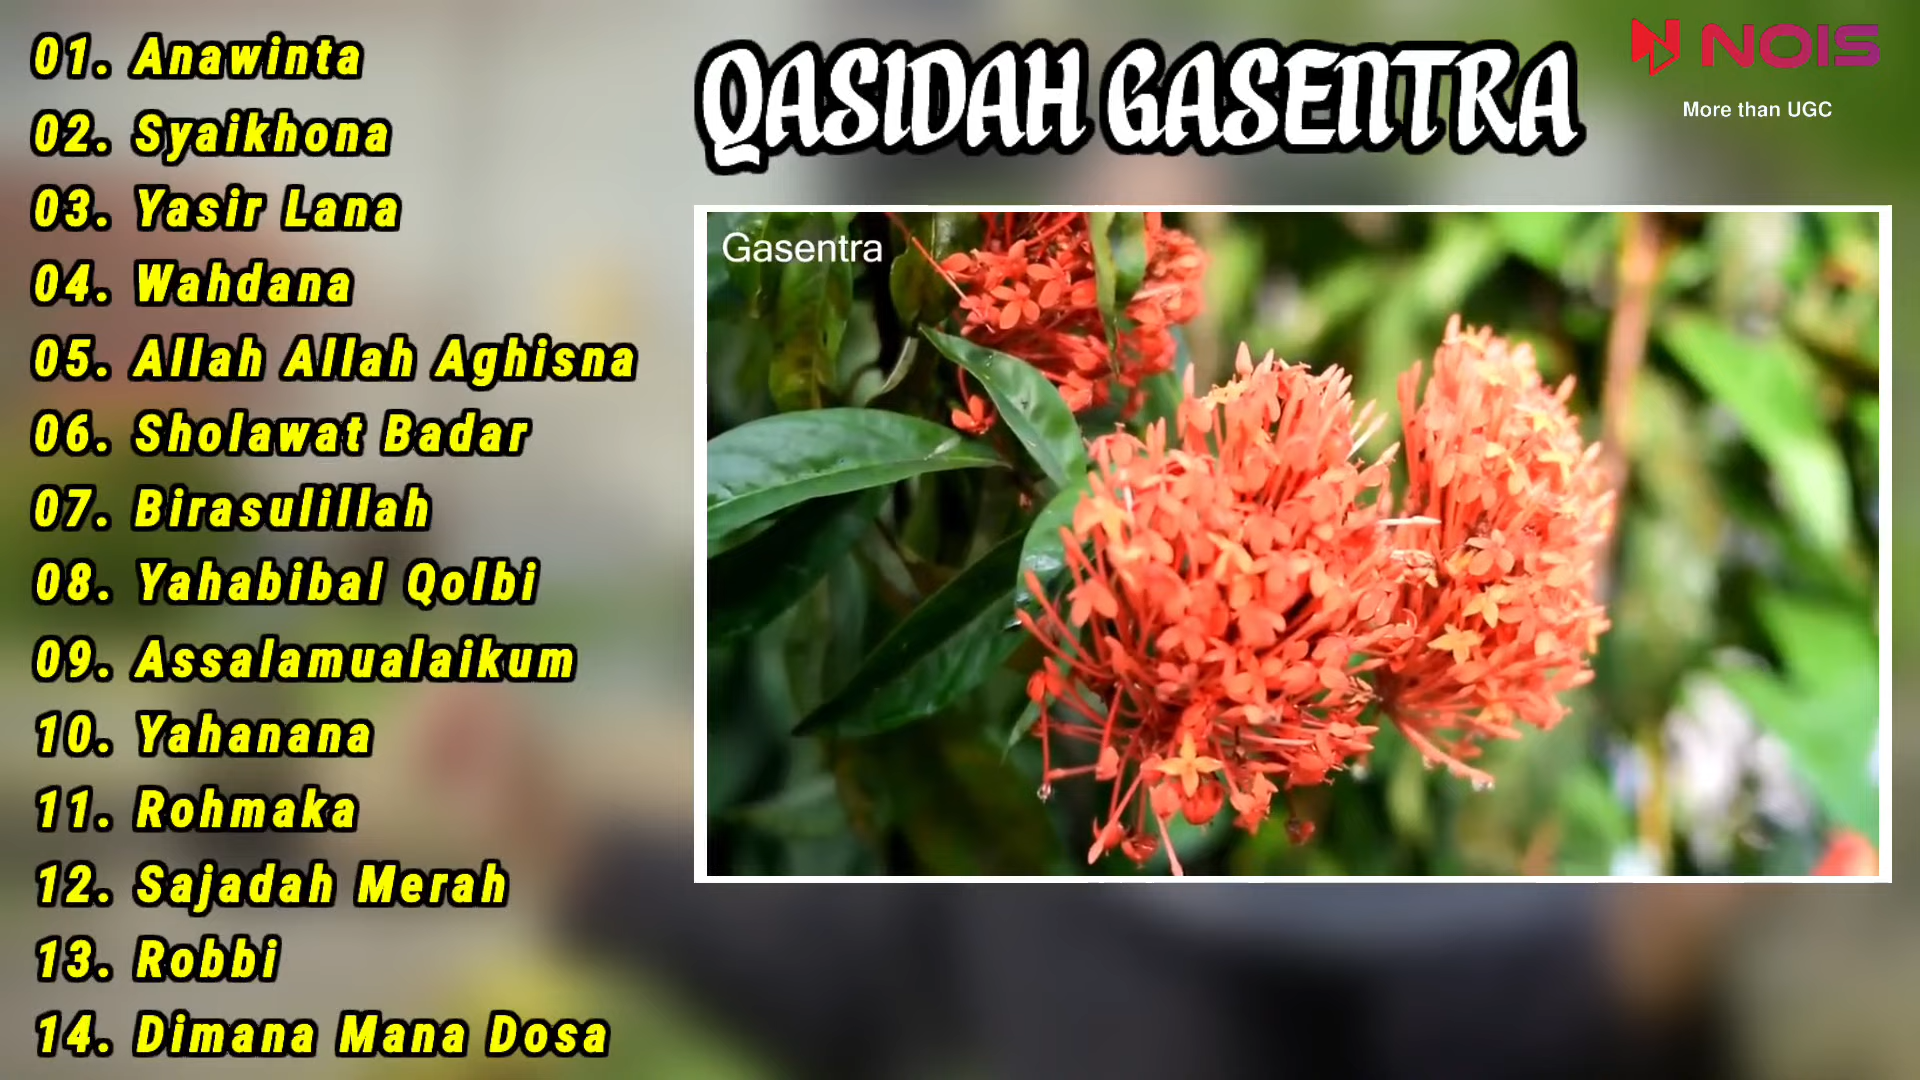 01. Anawinta
02. Syaikhona
03. Yasir Lana
04. Wahdana
05. Allah Allah Aghisna
06. Sholawat Badar
07. Birasulillah
08. Yahabibal Qolbi
09. Assalamualaikum
10. Yahanana
11. Rohmaka
12. Sajadah Merah
13. Robbi
14. Dimana Mana Dosa
QASIDAH GASENTRA
NOIS
More than UGC
Gasentra